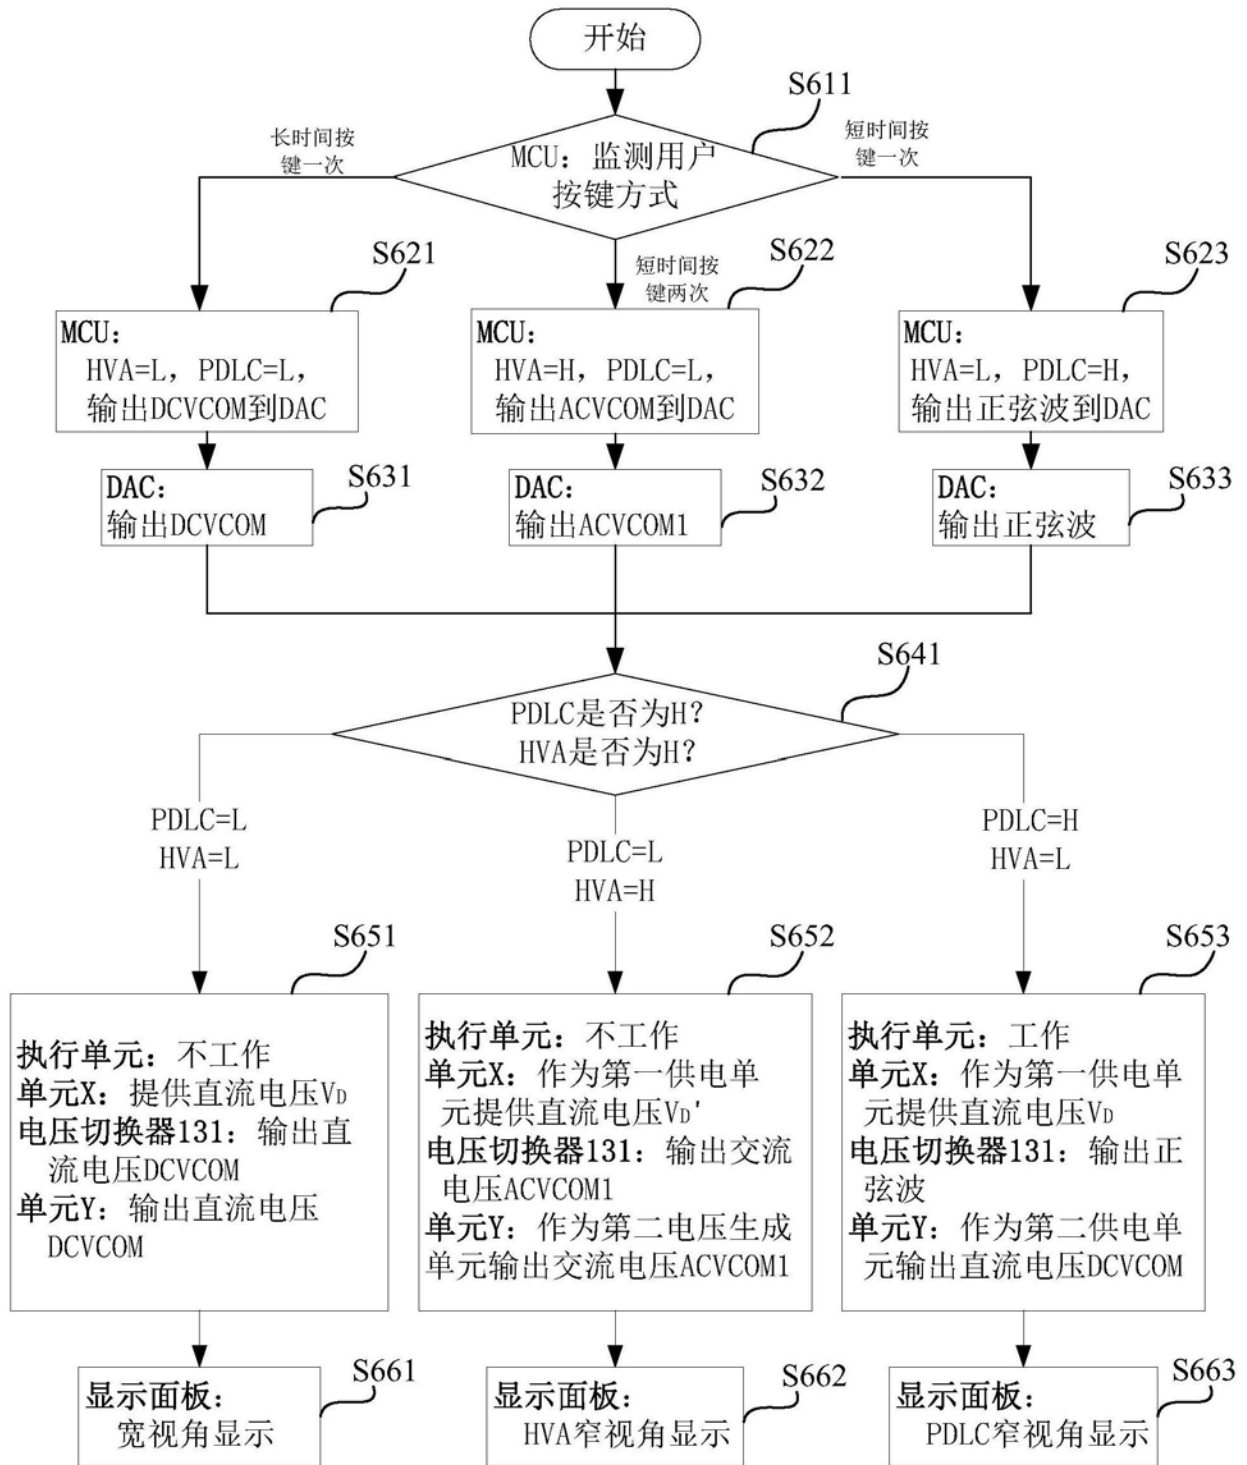 开始
S611
长时间按
键一次
短时间按
键一次
MCU：监测用户
按键方式
S621
S622
S623
短时间按
键两次
MCU：
HVA=L，PDLC=L，
输出DCVCOM到DAC
MCU：
HVA=H，PDLC=L，
输出ACVCOM到DAC
MCU：
HVA=L，PDLC=H，
输出正弦波到DAC
S631
S632
S633
DAC：
输出DCVCOM
DAC：
输出ACVCOM1
DAC：
输出正弦波
S641
PDLC是否为H？
HVA是否为H？
PDLC=L
HVA=L
PDLC=L
HVA=H
PDLC=H
HVA=L
S651
S652
S653
执行单元：不工作
单元X：提供直流电压VD
电压切换器131：输出直
流电压DCVCOM
单元Y：输出直流电压
DCVCOM
执行单元：不工作
单元X：作为第一供电单
元提供直流电压VD'
电压切换器131：输出交流
电压ACVCOM1
单元Y：作为第二电压生成
单元输出交流电压ACVCOM1
执行单元：工作
单元X：作为第一供电单
元提供直流电压VD
电压切换器131：输出正
弦波
单元Y：作为第二供电单
元输出直流电压DCVCOM
S661
S662
S663
显示面板：
宽视角显示
显示面板：
HVA窄视角显示
显示面板：
PDLC窄视角显示